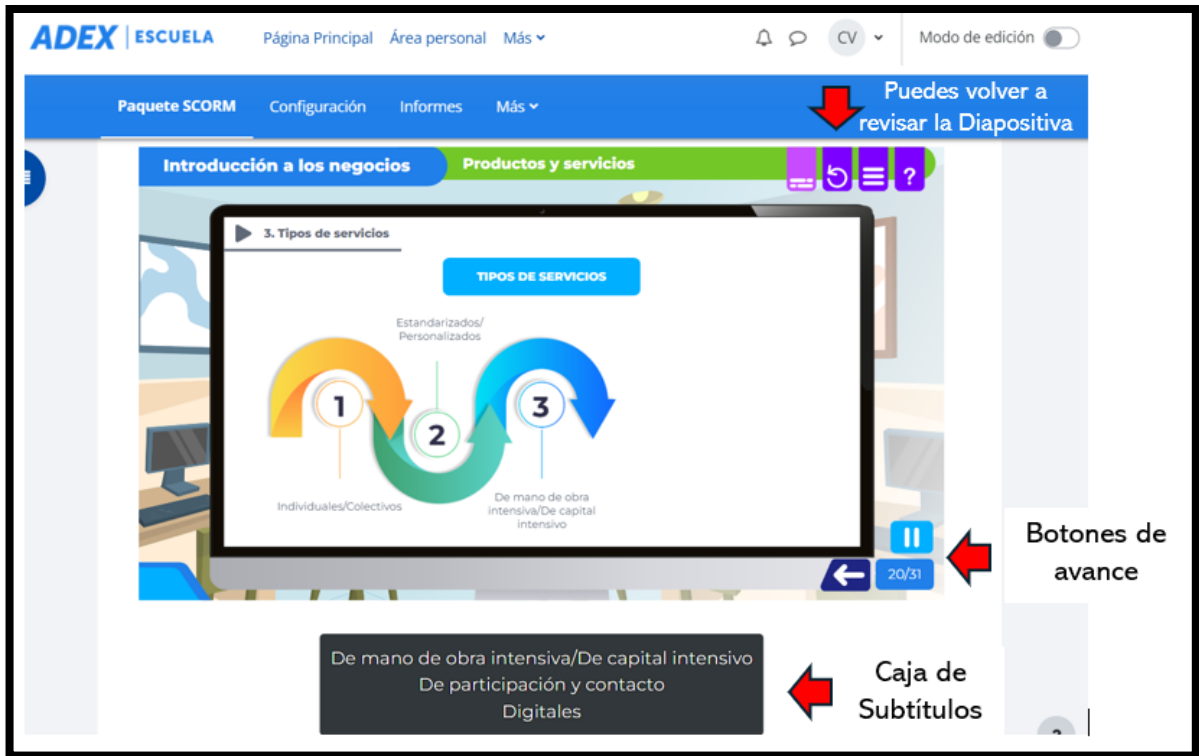 ADEX | ESCUELA
Página Principal
Área personal
Más
CV
Modo de edición
Paquete SCORM
Configuración
Informes
Más
Puedes volver a
revisar la Diapositiva
Introducción a los negocios
Productos y servicios
?
3. Tipos de servicios
TIPOS DE SERVICIOS
Estandarizados/
Personalizados
1
2
3
Individuales/Colectivos
De mano de obra
intensiva/De capital
intensivo
20/31
Botones de
avance
De mano de obra intensiva/De capital intensivo
De participación y contacto
Digitales
Caja de
Subtítulos